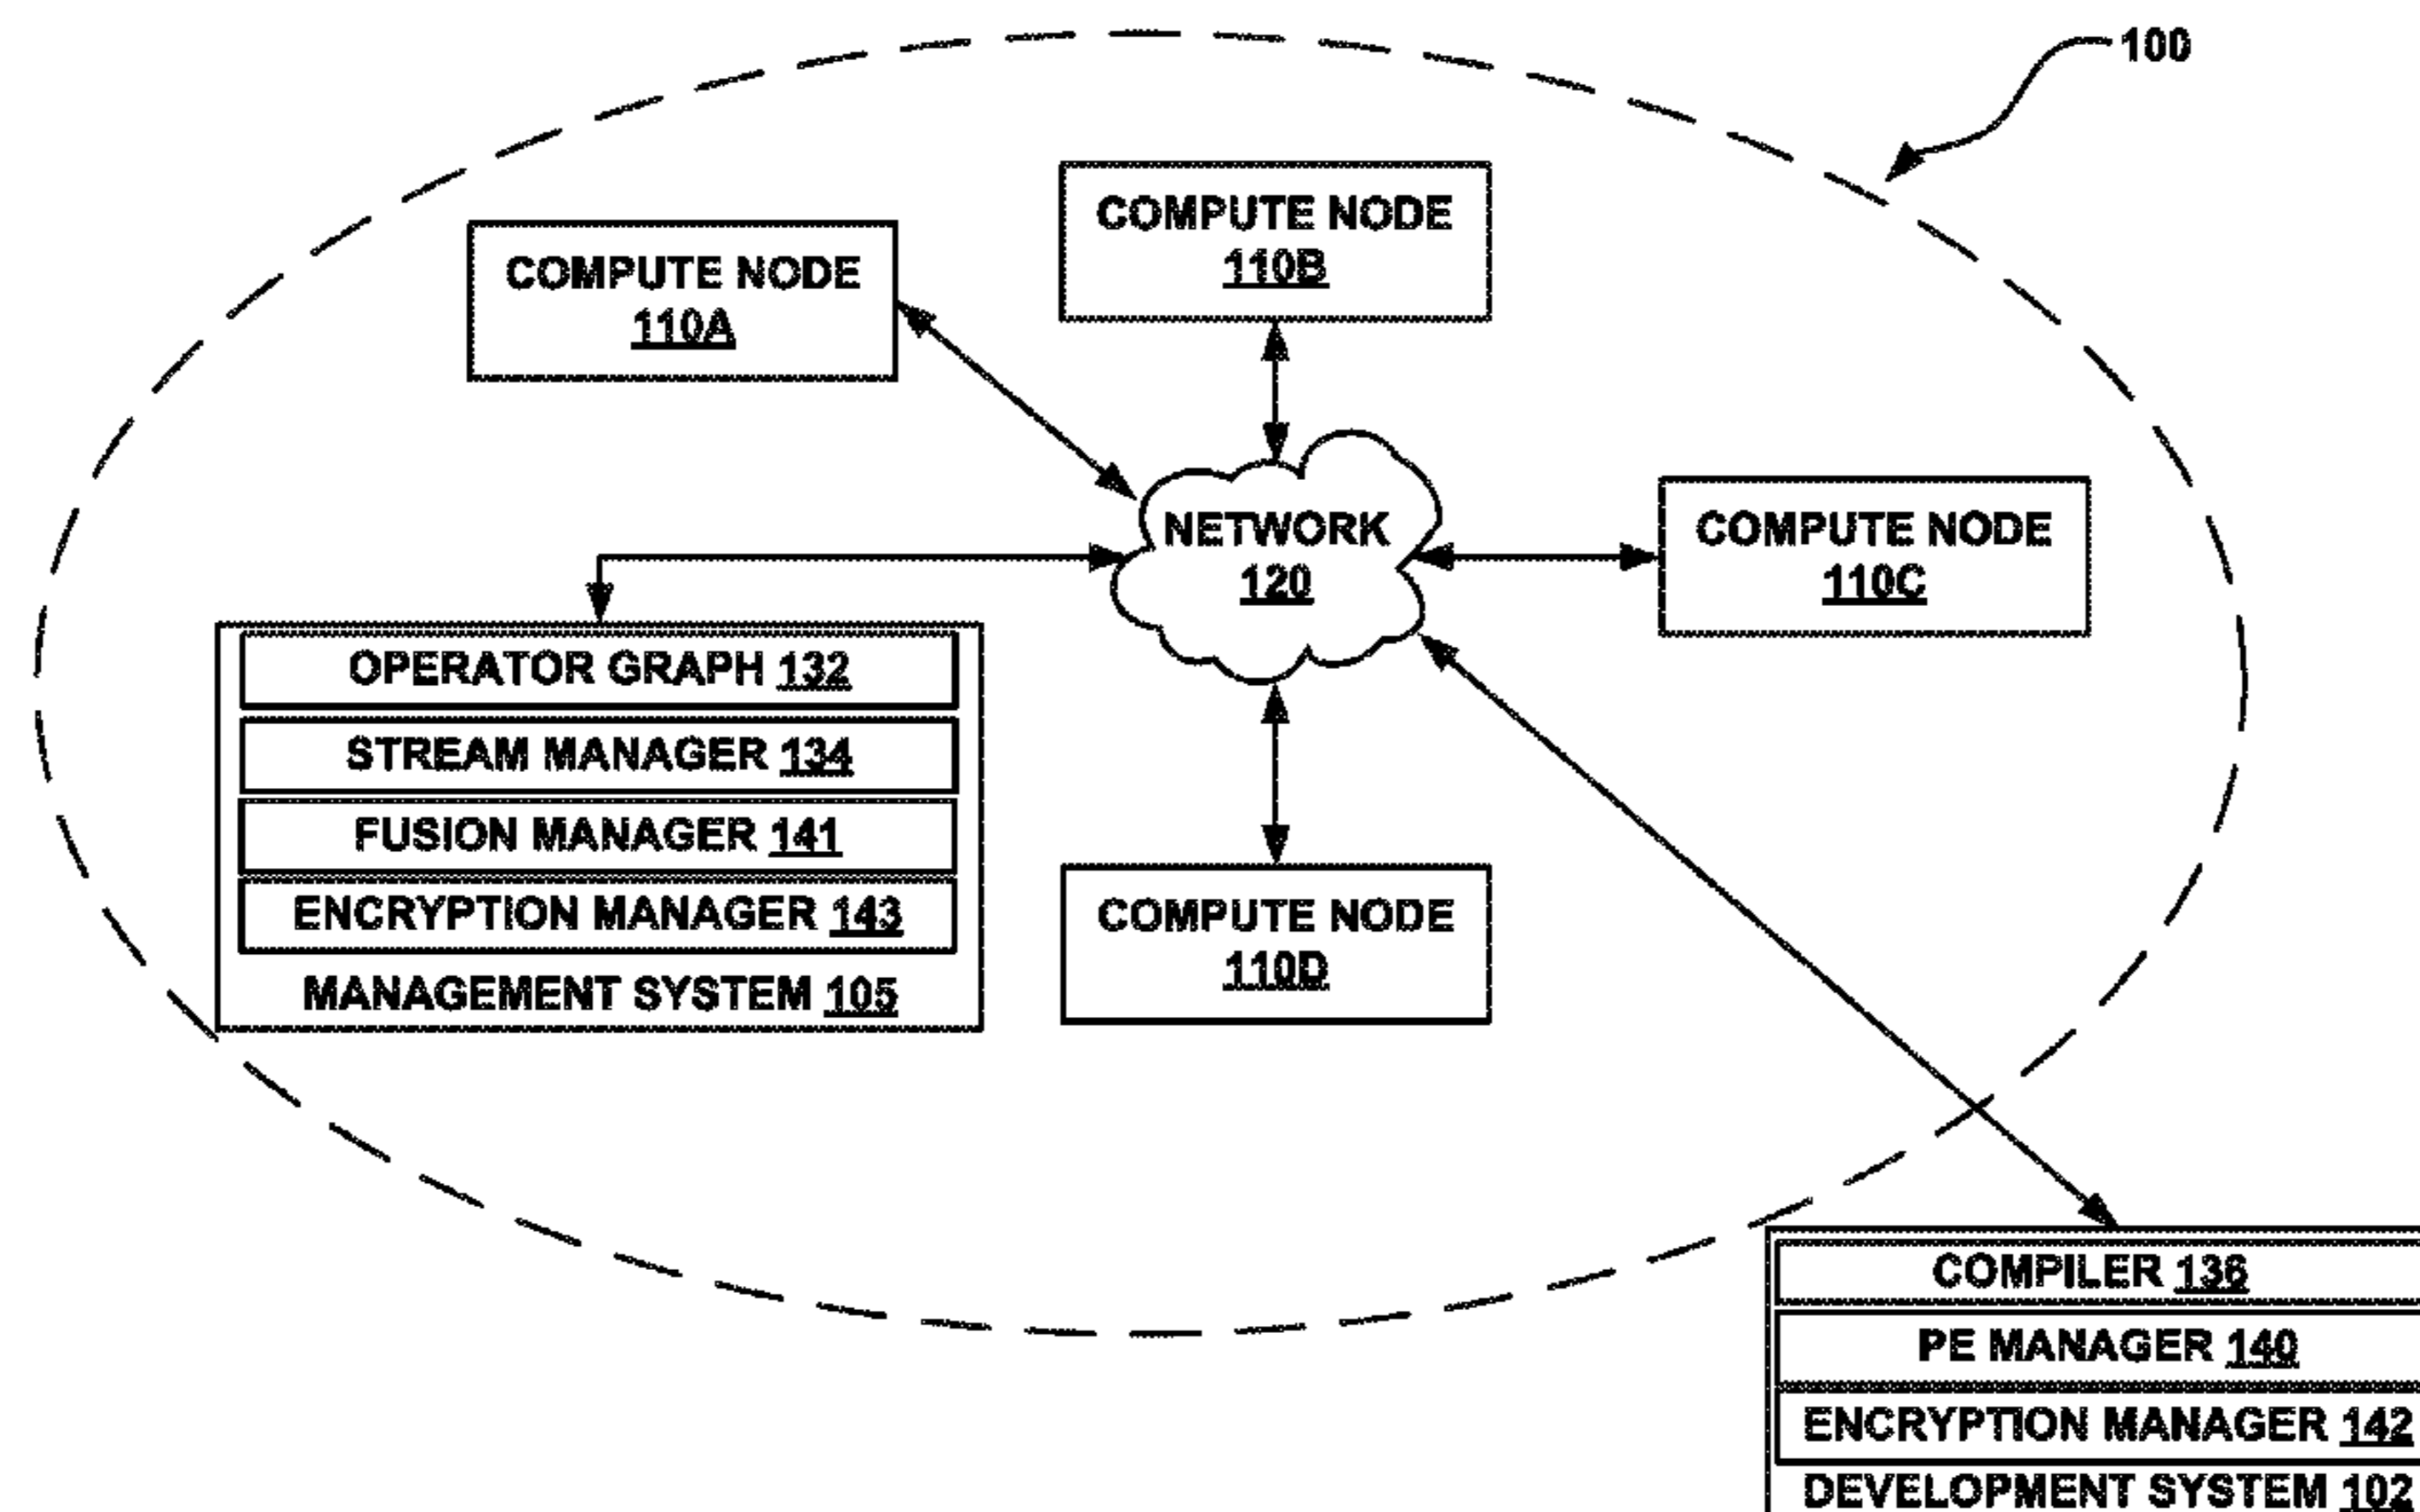 100
COMPUTE NODE
110A
COMPUTE NODE
110B
NETWORK
120
COMPUTE NODE
110C
OPERATOR GRAPH 132
STREAM MANAGER 134
FUSION MANAGER 141
ENCRYPTION MANAGER 143
MANAGEMENT SYSTEM 105
COMPUTE NODE
110D
COMPILER 136
PE MANAGER 140
ENCRYPTION MANAGER 142
DEVELOPMENT SYSTEM 102